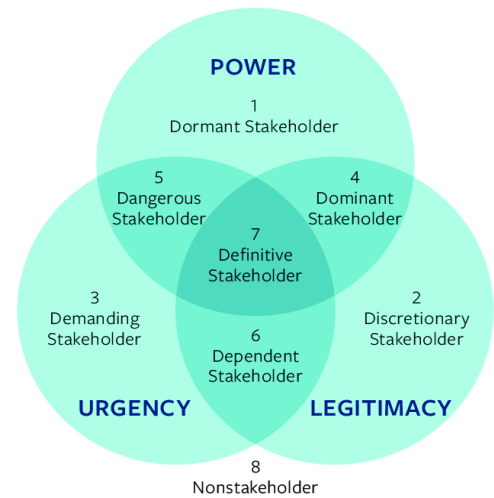 POWER
1
Dormant Stakeholder
5
Dangerous
Stakeholder
4
Dominant
Stakeholder
7
Definitive
Stakeholder
3
Demanding
Stakeholder
2
Discretionary
Stakeholder
6
Dependent
Stakeholder
URGENCY
LEGITIMACY
8
Nonstakeholder